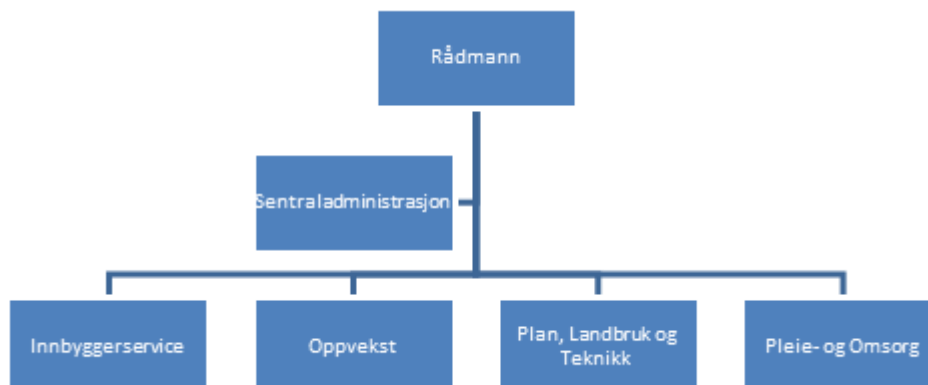 Rådmann
Sentraladministrasjon
Innbyggerservice
Oppvekst
Plan, Landbruk og
Teknikk
Pleie- og Omsorg